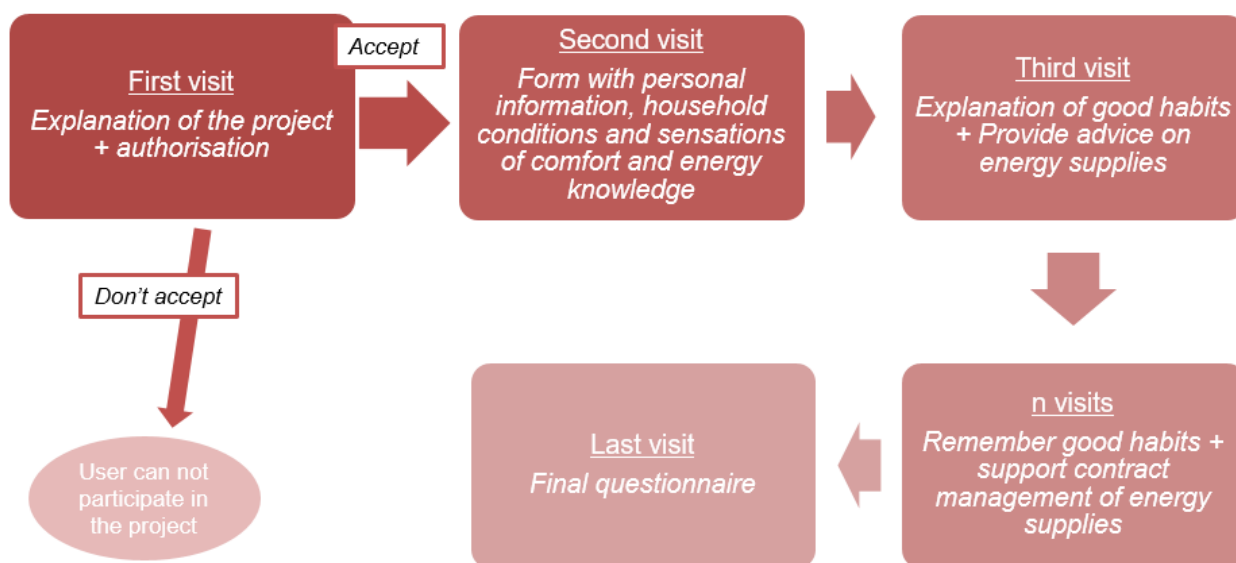 First visit
Explanation of the project
+ authorisation
Accept
Second visit
Form with personal
information, household
conditions and sensations
of comfort and energy
knowledge
Third visit
Explanation of good habits
+ Provide advice on
energy supplies
Don't accept
User can not
participate in
the project
n visits
Remember good habits +
support contract
management of energy
supplies
Last visit
Final questionnaire